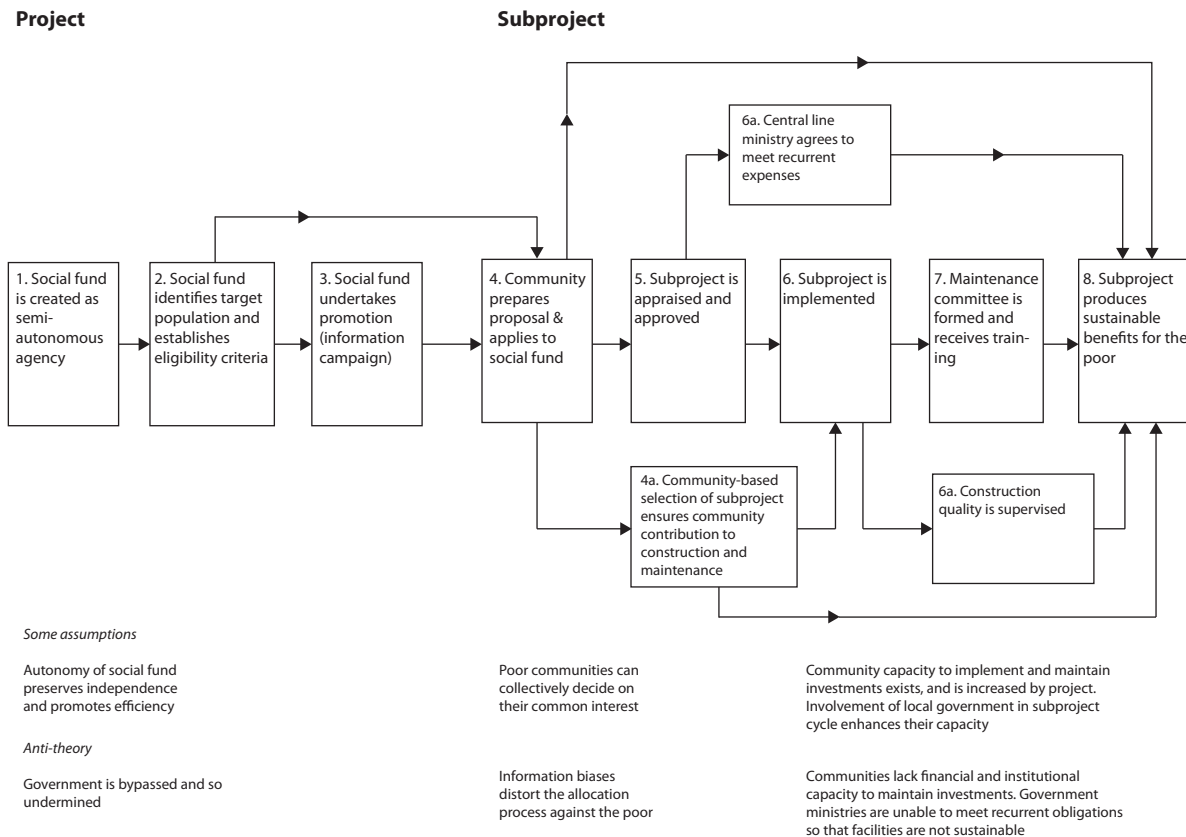 Project
Subproject
6a. Central line
ministry agrees to
meet recurrent
expenses
1. Social fund
is created as
semi-
autonomous
agency
2. Social fund
identifies target
population and
establishes
eligibility criteria
3. Social fund
undertakes
promotion
(information
campaign)
4. Community
prepares
proposal &
applies to
social fund
5. Subproject is
appraised and
approved
6. Subproject is
implemented
7. Maintenance
committee is
formed and
receives train-
ing
8. Subproject
produces
sustainable
benefits for the
poor
4a. Community-based
selection of subproject
ensures community
contribution to
construction and
maintenance
6a. Construction
quality is supervised
Some assumptions
Autonomy of social fund
preserves independence
and promotes efficiency
Poor communities can
collectively decide on
their common interest
Community capacity to implement and maintain
investments exists, and is increased by project.
Involvement of local government in subproject
cycle enhances their capacity
Anti-theory
Government is bypassed and so
undermined
Information biases
distort the allocation
process against the poor
Communities lack financial and institutional
capacity to maintain investments. Government
ministries are unable to meet recurrent obligations
so that facilities are not sustainable